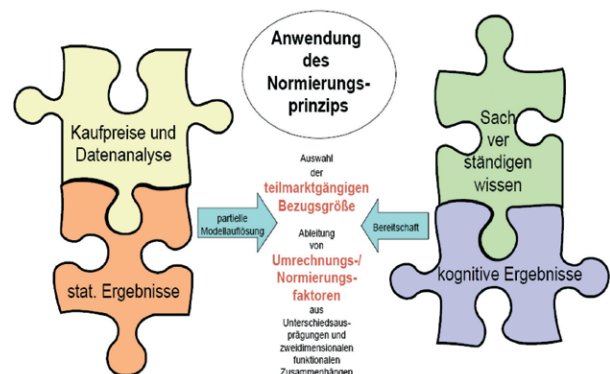 Anwendung
des
Normierungs-
prinzips
Kaufpreise und
Datenanalyse
stat. Ergebnisse
partielle
Modellauflösung
Auswahl
der
teilmarktgängigen
Bezugsgröße
Ableitung
von
Umrechnungs-/
Normierungs-
faktoren
aus
Unterschiedsaus-
prägungen und
zweidimensionalen
funktionalen
Zusammenhängen
Bereitschaft
Sach
ver
ständigen
wissen
kognitive Ergebnisse